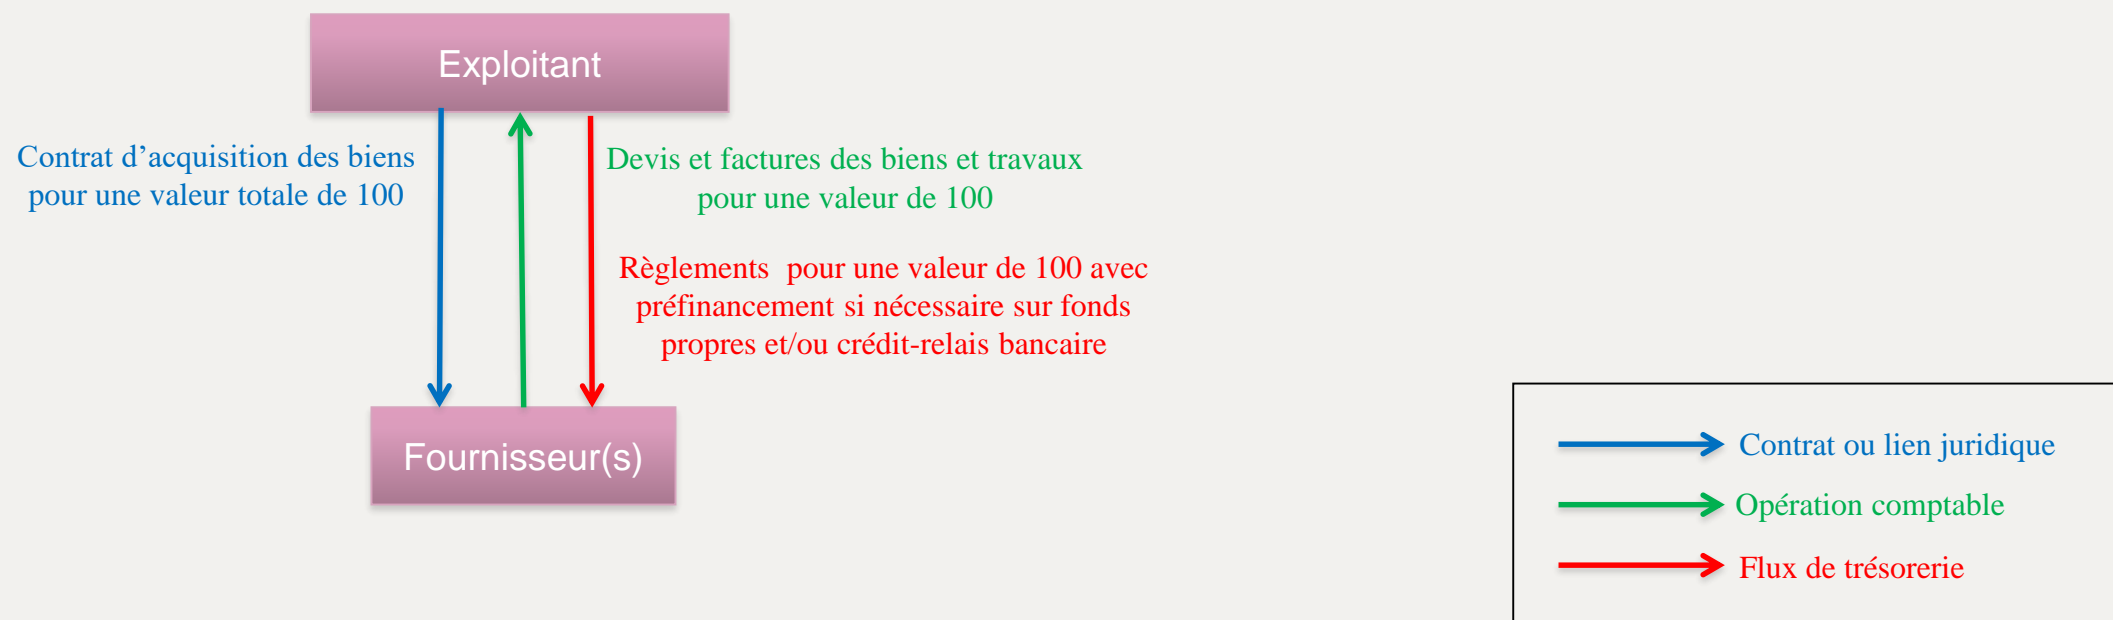 Exploitant
Contrat d’acquisition des biens
pour une valeur totale de 100
Devis et factures des biens et travaux
pour une valeur de 100
Règlements pour une valeur de 100 avec
préfinancement si nécessaire sur fonds
propres et/ou crédit-relais bancaire
Fournisseur(s)
Contrat ou lien juridique
Opération comptable
Flux de trésorerie